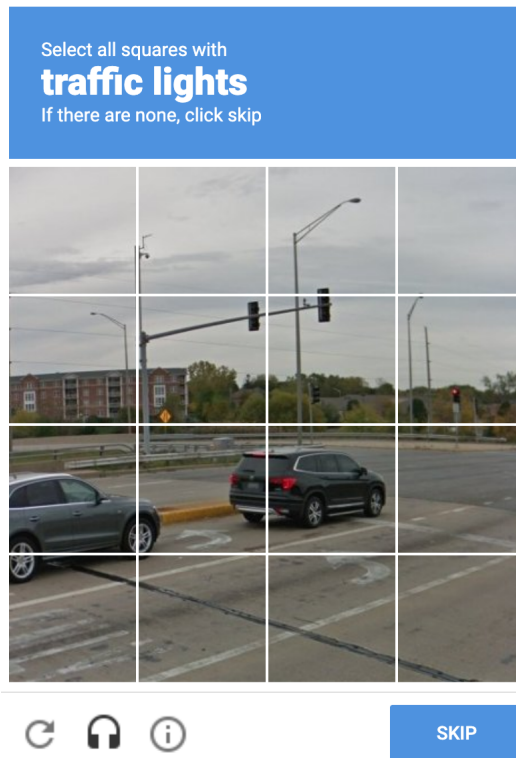 Select all squares with
traffic lights
If there are none, click skip
SKIP